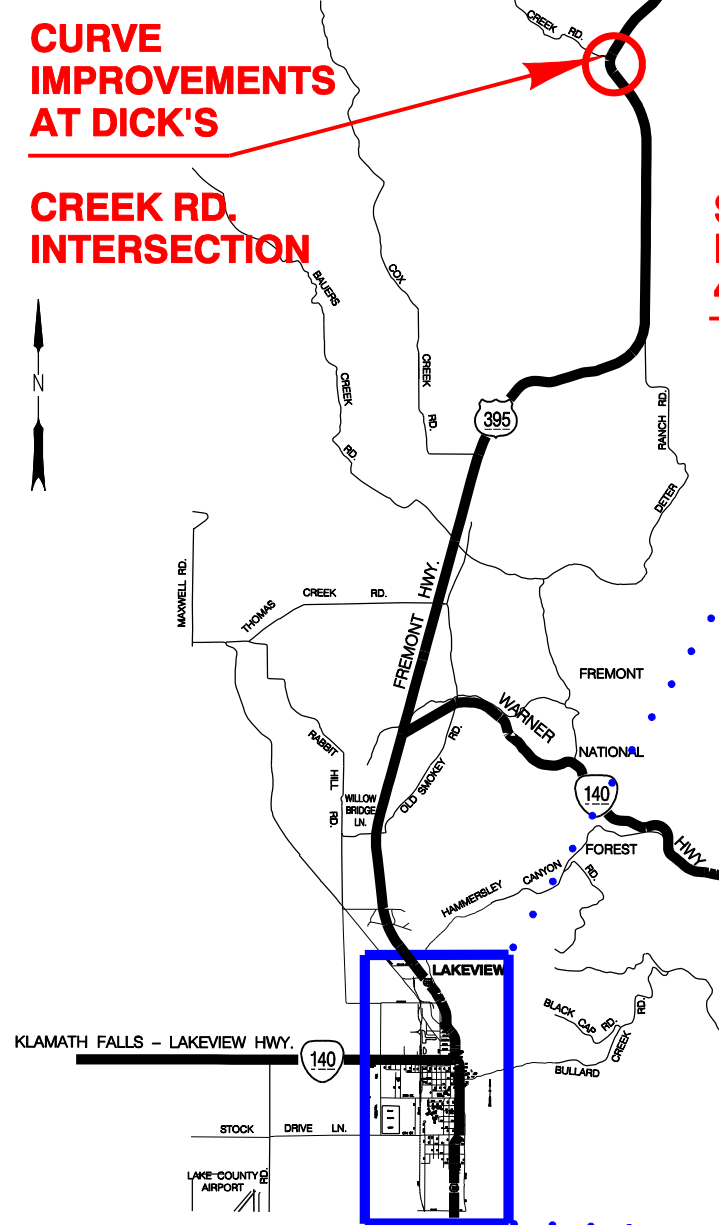 CREEK RD.
CURVE
IMPROVEMENTS
AT DICK'S
CREEK RD.
INTERSECTION
BAUERS
CREEK
RD.
COX
CREEK
RD.
N
395
RANCH RD.
DETER
MAXWELL RD.
THOMAS
CREEK RD.
FREMONT HWY.
FREMONT
WARNER
NATIONAL
RABBIT
HILL
RD.
WILLOW
BRIDGE
LN.
OLD SMOKEY RD.
140
HWY
FOREST
HAMMERSLEY CANYON RD.
LAKEVIEW
BLACK CAP RD.
BULLARD
CREEK
RD.
KLAMATH FALLS – LAKEVIEW HWY.
140
STOCK DRIVE LN.
LAKE COUNTY
AIRPORT
RD.